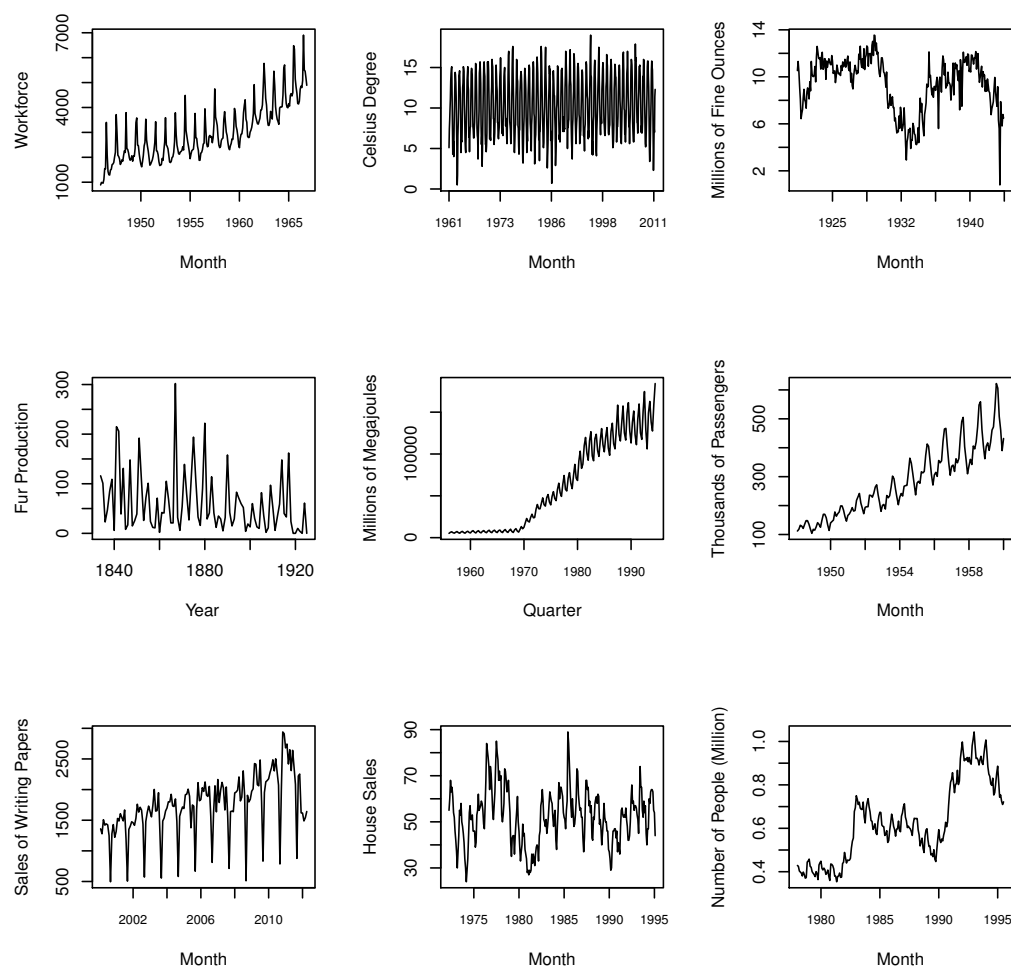 Workforce
7000
4000
1000
1950 1955 1960 1965
Month
Celsius Degree
15
10
5
0
1961 1973 1986 1998 2011
Month
Millions of Fine Ounces
14
10
6
2
1925 1932 1940
Month
Fur Production
300
200
100
0
1840 1880 1920
Year
Millions of Megajoules
100000
0
1960 1970 1980 1990
Quarter
Thousands of Passengers
500
300
100
1950 1954 1958
Month
Sales of Writing Papers
2500
1500
500
2002 2006 2010
Month
House Sales
90
70
50
30
1975 1980 1985 1990 1995
Month
Number of People (Million)
1.0
0.8
0.6
0.4
1980 1985 1990 1995
Month